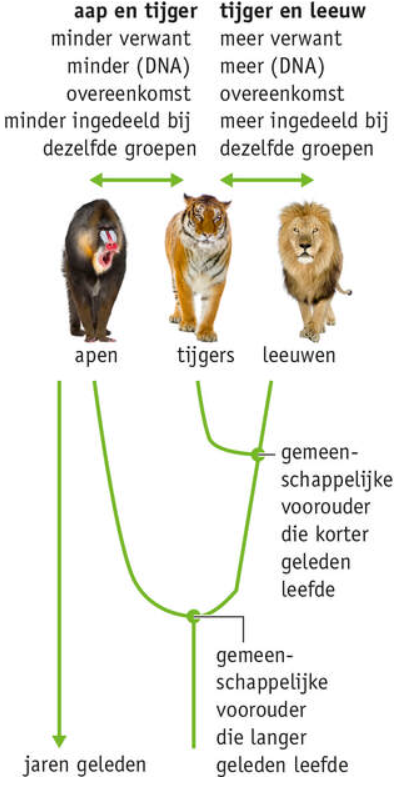 aap en tijger
minder verwant
minder (DNA)
overeenkomst
minder ingedeeld bij
dezelfde groepen
tijger en leeuw
meer verwant
meer (DNA)
overeenkomst
meer ingedeeld bij
dezelfde groepen
apen
tijgers
leeuwen
gemeen-
schappelijke
voorouder
die korter
geleden
leefde
gemeen-
schappelijke
voorouder
die langer
geleden leefde
jaren geleden